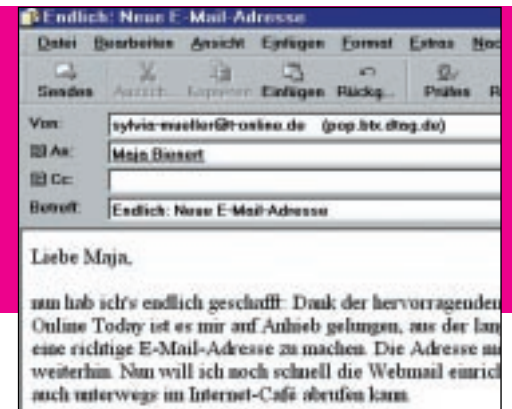 Endlich: Neue E-Mail-Adresse
Datei Bearbeiten Ansicht Einfügen Format Extras
Senden Kopieren Einfügen Rückg... Prüfen
Von: sylvia-mueller@t-online.de (pop.btx.dtag.de)
An: Maja Bienert
Cc:
Betreff: Endlich: Neue E-Mail-Adresse
Liebe Maja,
nun hab ich's endlich geschafft: Dank der hervorragenden
Online Today ist es mir auf Anhieb gelungen, aus der
eine richtige E-Mail-Adresse zu machen. Die Adresse
weiterhin. Nun will ich noch schnell die Webmail
auch unterwegs im Internet-Café abrufen kann.